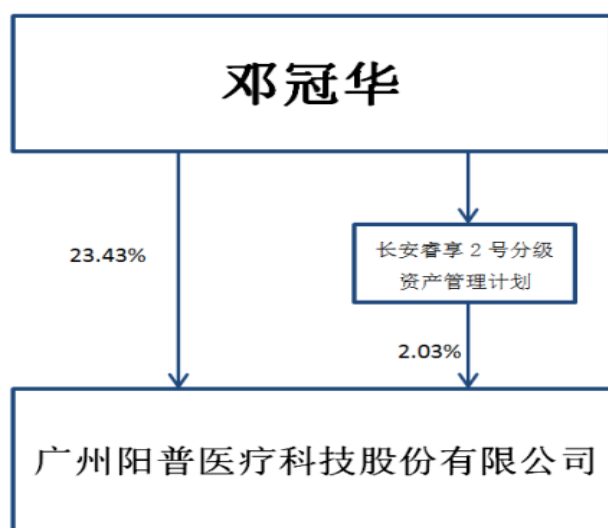 邓冠华
23.43%
长安睿享2号分级
资产管理计划
2.03%
广州阳普医疗科技股份有限公司